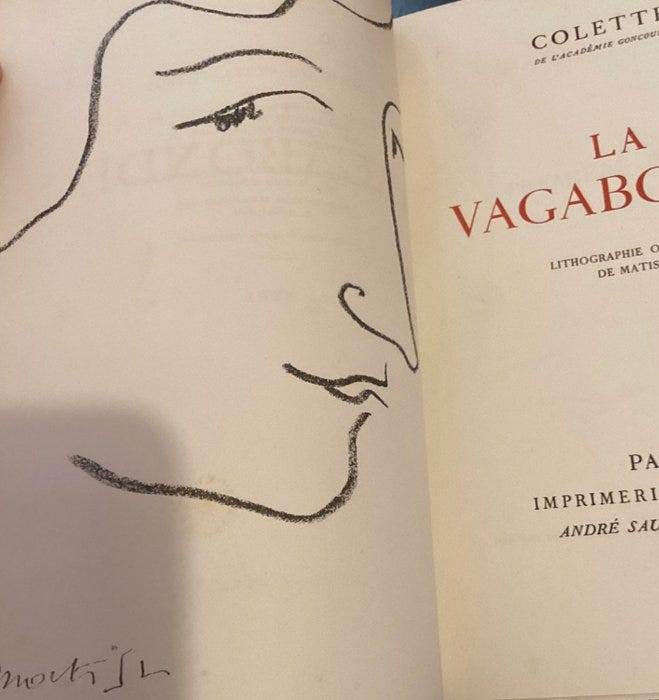 COLETTE
DE L'ACADÉMIE GONCOU
LA
VAGABO
LITHOGRAPHIE O
DE MATIS
PA
IMPRIMERI
ANDRÉ SAU